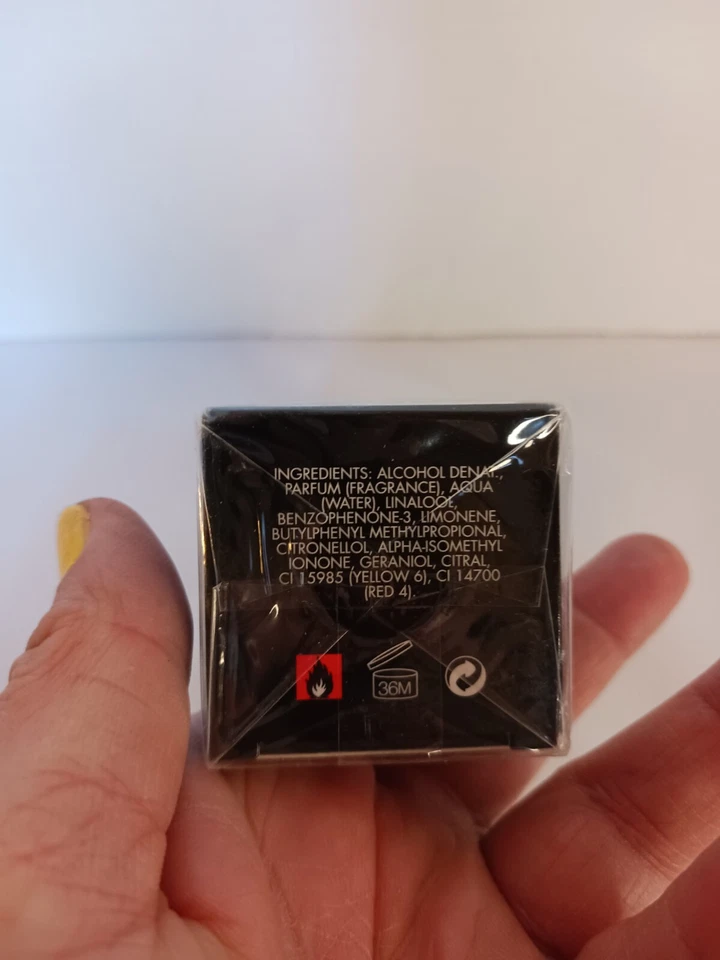 INGREDIENTS: ALCOHOL DENAT.,
PARFUM (FRAGRANCE), AQUA
(WATER), LINALOOL,
BENZOPHENONE-3, LIMONENE,
BUTYLPHENYL METHYLPROPIONAL,
CITRONELLOL, ALPHA-ISOMETHYL
IONONE, GERANIOL, CITRAL,
CI 15985 (YELLOW 6), CI 14700
(RED 4).
36M